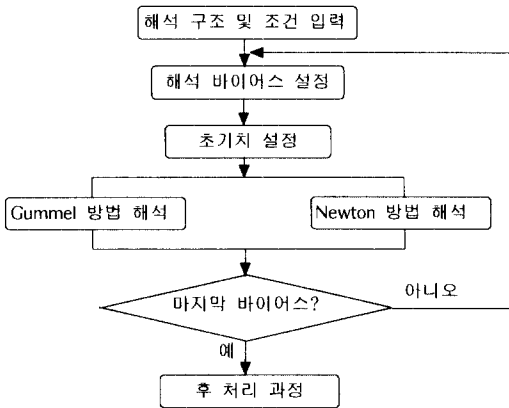 해석 구조 및 조건 입력
해석 바이어스 설정
초기치 설정
Gummel 방법 해석
Newton 방법 해석
마지막 바이어스?
아니오
예
후 처리 과정